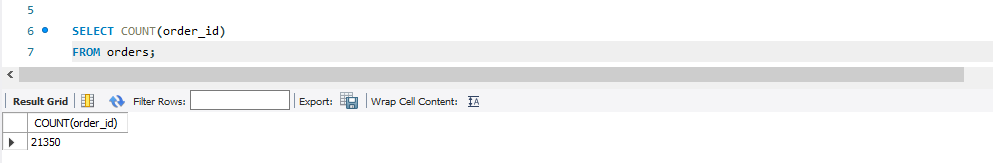 5
6 SELECT COUNT(order_id)
7 FROM orders;
Result Grid Filter Rows: Export: Wrap Cell Content: IA
COUNT(order_id)
21350